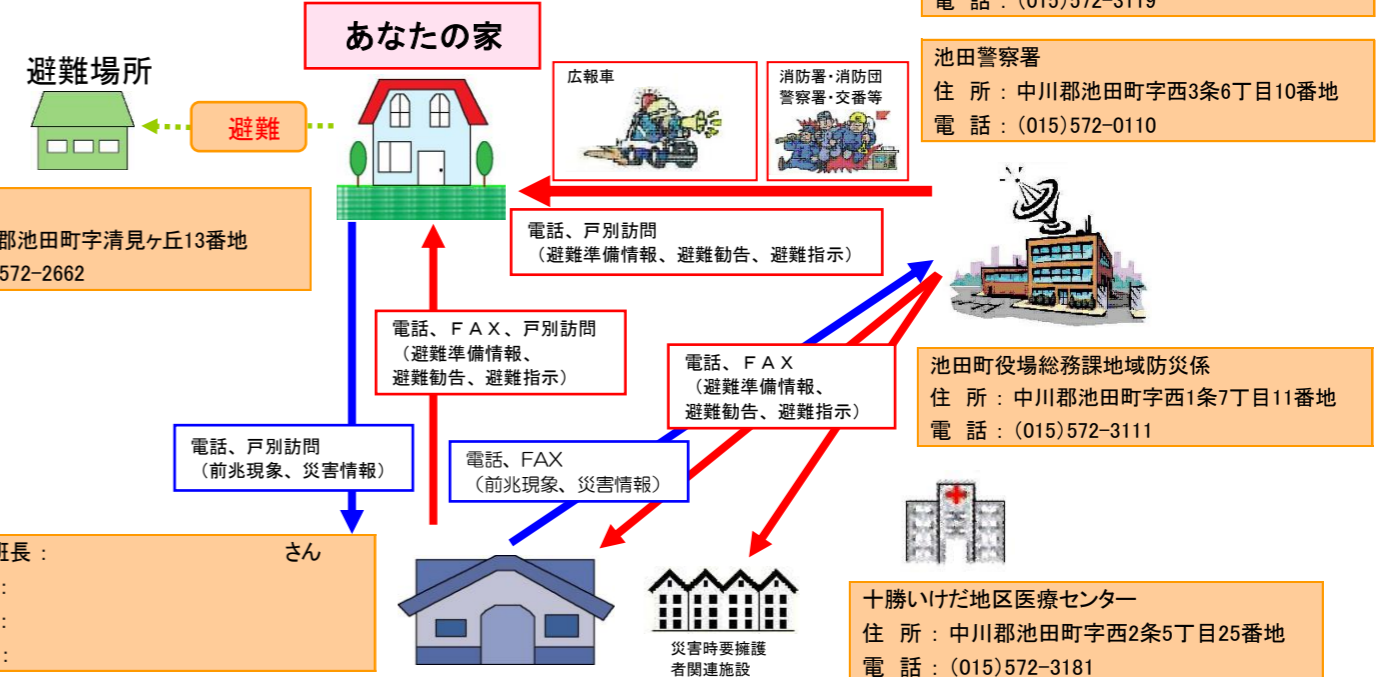 電 話 : (015)572-3119
あなたの家
避難場所
避難
広報車
消防署・消防団
警察署・交番等
池田警察署
住 所 : 中川郡池田町字西3条6丁目10番地
電 話 : (015)572-0110
郡池田町字清見ヶ丘13番地
572-2662
電話、戸別訪問
(避難準備情報、避難勧告、避難指示)
電話、ＦＡＸ、戸別訪問
(避難準備情報、
避難勧告、避難指示)
電話、ＦＡＸ
(避難準備情報、
避難勧告、避難指示)
池田町役場総務課地域防災係
住 所 : 中川郡池田町字西1条7丁目11番地
電 話 : (015)572-3111
電話、戸別訪問
(前兆現象、災害情報)
電話、FAX
(前兆現象、災害情報)
班長 : さん
:
:
:
災害時要擁護
者関連施設
十勝いけだ地区医療センター
住 所 : 中川郡池田町字西2条5丁目25番地
電 話 : (015)572-3181